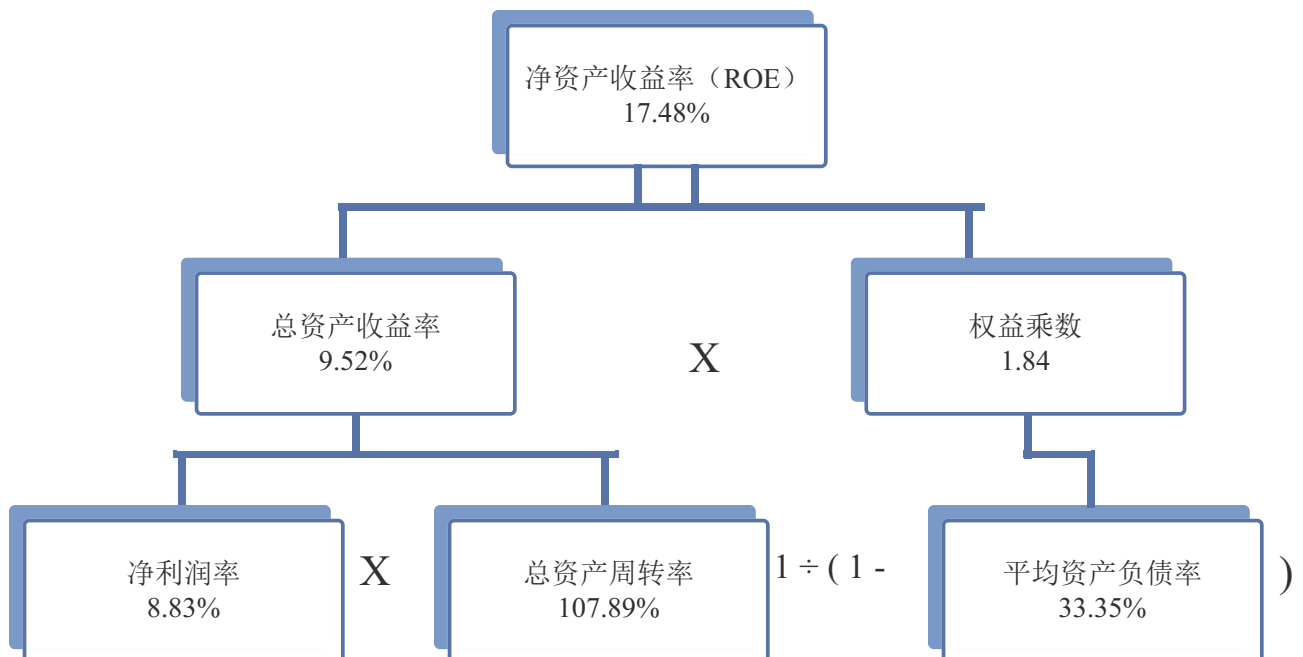 净资产收益率（ROE）
17.48%
总资产收益率
9.52%
X
权益乘数
1.84
净利润率
8.83%
X
总资产周转率
107.89%
1 ÷ ( 1 -
平均资产负债率
33.35%
)